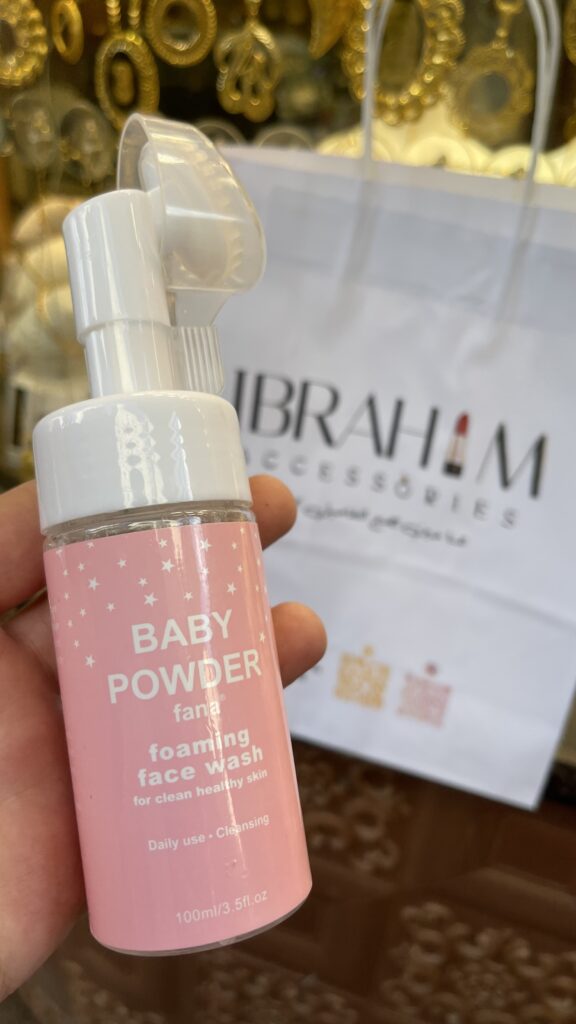 BABY
POWDER
fana®
foaming
face wash
for clean healthy skin
Daily use • Cleansing
100ml/3.5fl.oz
IBRAHIM
ACCESSORIES